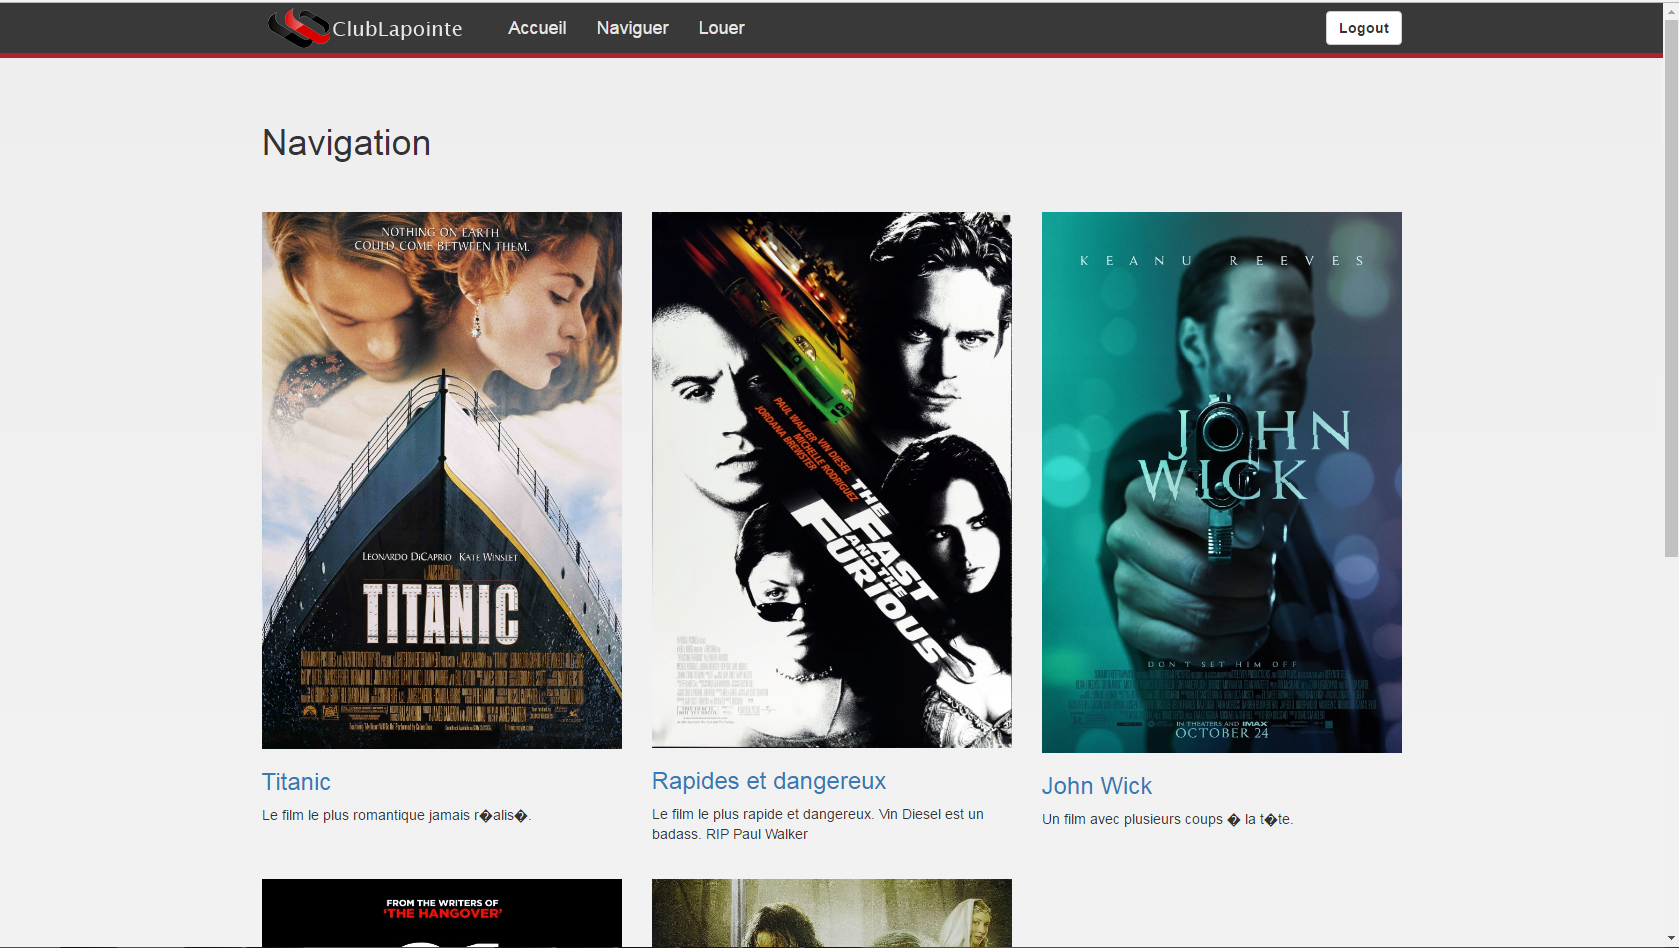 ClubLapointe
Accueil
Naviguer
Louer
Logout
Navigation
NOTHING ON EARTH
COULD COME BETWEEN THEM.
LEONARDO DICAPRIO KATE WINSLET
TITANIC
PAUL WALKER VIN DIESEL
JORDANA BREWSTER MICHELLE RODRIGUEZ
THE
FAST
AND THE
FURIOUS
KEANU REEVES
JOHN
WICK
DON'T SET HIM OFF
IN THEATERS AND IMAX
OCTOBER 24
Titanic
Le film le plus romantique jamais r�alis�.
Rapides et dangereux
Le film le plus rapide et dangereux. Vin Diesel est un
badass. RIP Paul Walker
John Wick
Un film avec plusieurs coups � la t�te.
FROM THE WRITERS OF
'THE HANGOVER'